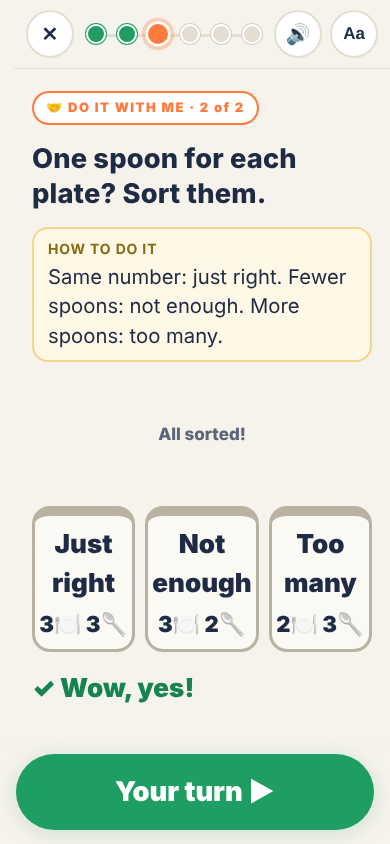 ✕ 🔊 Aa
🤝 DO IT WITH ME · 2 of 2
One spoon for each
plate? Sort them.
HOW TO DO IT
Same number: just right. Fewer
spoons: not enough. More
spoons: too many.
All sorted!
Just
right
3🍽️ 3🥄
Not
enough
3🍽️ 2🥄
Too
many
2🍽️ 3🥄
✓ Wow, yes!
Your turn ▶